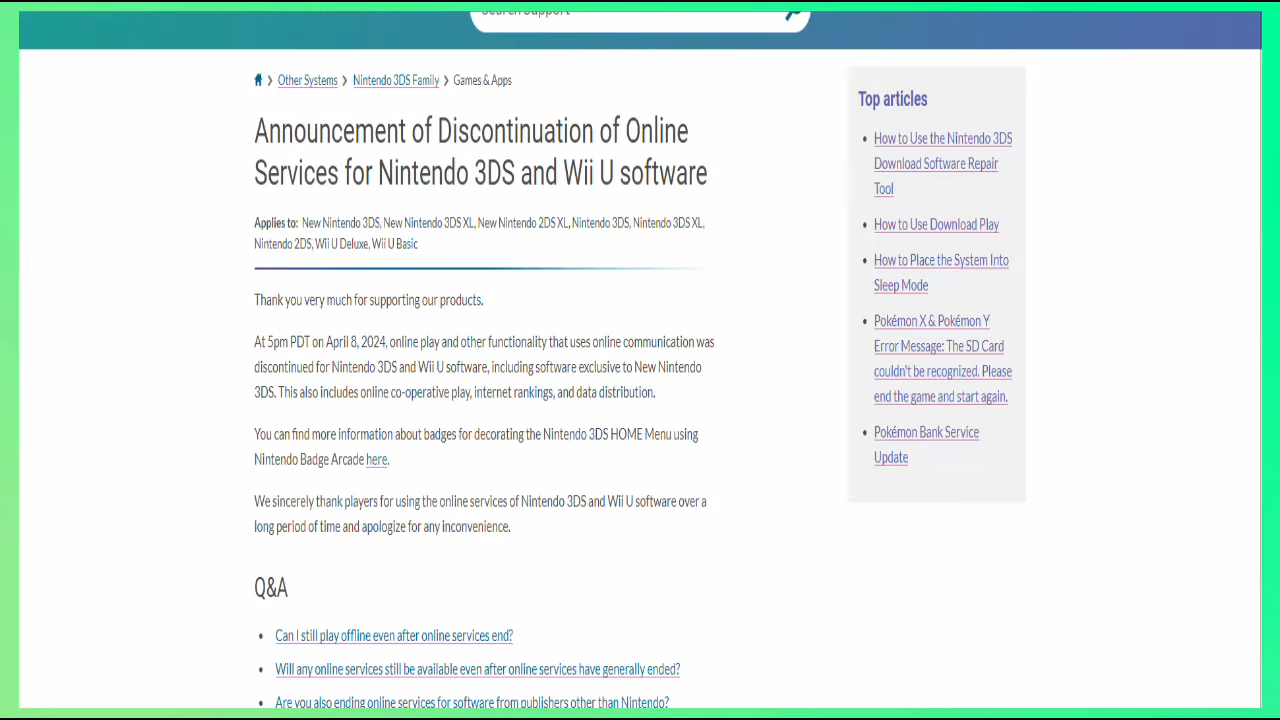 Search Support
Other Systems > Nintendo 3DS Family > Games & Apps
Announcement of Discontinuation of Online
Services for Nintendo 3DS and Wii U software
Applies to: New Nintendo 3DS, New Nintendo 3DS XL, New Nintendo 2DS XL, Nintendo 3DS, Nintendo 3DS XL,
Nintendo 2DS, Wii U Deluxe, Wii U Basic
Thank you very much for supporting our products.
At 5pm PDT on April 8, 2024, online play and other functionality that uses online communication was
discontinued for Nintendo 3DS and Wii U software, including software exclusive to New Nintendo
3DS. This also includes online co-operative play, internet rankings, and data distribution.
You can find more information about badges for decorating the Nintendo 3DS HOME Menu using
Nintendo Badge Arcade here.
We sincerely thank players for using the online services of Nintendo 3DS and Wii U software over a
long period of time and apologize for any inconvenience.
Q&A
• Can I still play offline even after online services end?
• Will any online services still be available even after online services have generally ended?
• Are you also ending online services for software from publishers other than Nintendo?
Top articles
• How to Use the Nintendo 3DS
Download Software Repair
Tool
• How to Use Download Play
• How to Place the System Into
Sleep Mode
• Pokémon X & Pokémon Y
Error Message: The SD Card
couldn't be recognized. Please
end the game and start again.
• Pokémon Bank Service
Update